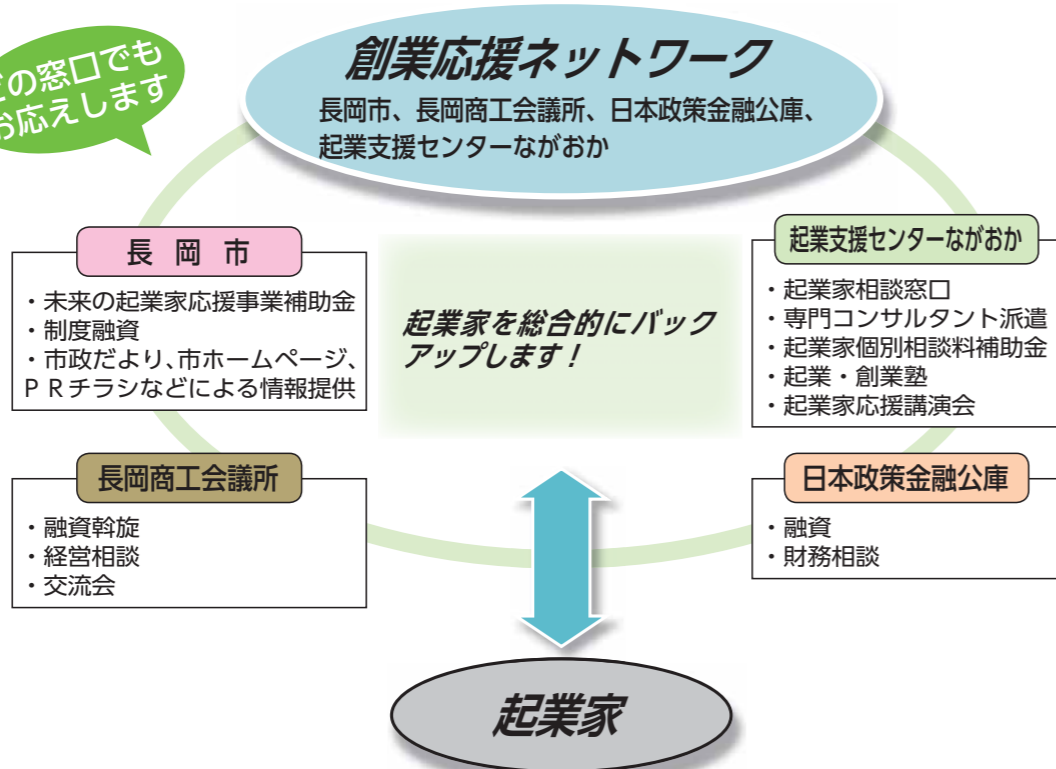 の窓口でも
お応えします
創業応援ネットワーク
長岡市、長岡商工会議所、日本政策金融公庫、
起業支援センターながおか
長岡市
・未来の起業家応援事業補助金
・制度融資
・市政だより、市ホームページ、
ＰＲチラシなどによる情報提供
起業家を総合的にバック
アップします！
起業支援センターながおか
・起業家相談窓口
・専門コンサルタント派遣
・起業家個別相談料補助金
・起業・創業塾
・起業家応援講演会
長岡商工会議所
・融資斡旋
・経営相談
・交流会
日本政策金融公庫
・融資
・財務相談
起業家